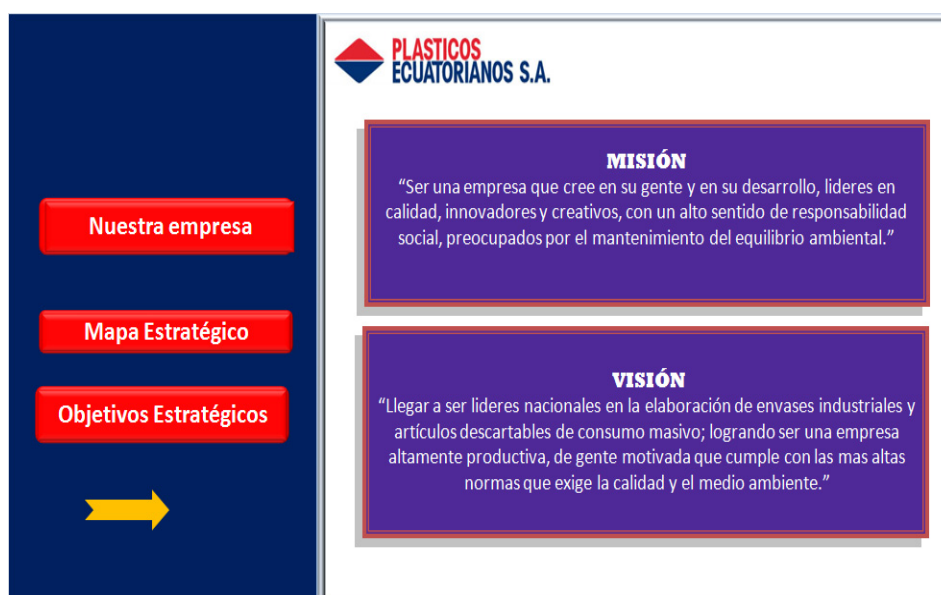 PLASTICOS
ECUATORIANOS S.A.
Nuestra empresa
Mapa Estratégico
Objetivos Estratégicos
MISIÓN
“Ser una empresa que cree en su gente y en su desarrollo, lideres en
calidad, innovadores y creativos, con un alto sentido de responsabilidad
social, preocupados por el mantenimiento del equilibrio ambiental.”
VISIÓN
“Llegar a ser lideres nacionales en la elaboración de envases industriales y
artículos descartables de consumo masivo; logrando ser una empresa
altamente productiva, de gente motivada que cumple con las mas altas
normas que exige la calidad y el medio ambiente.”